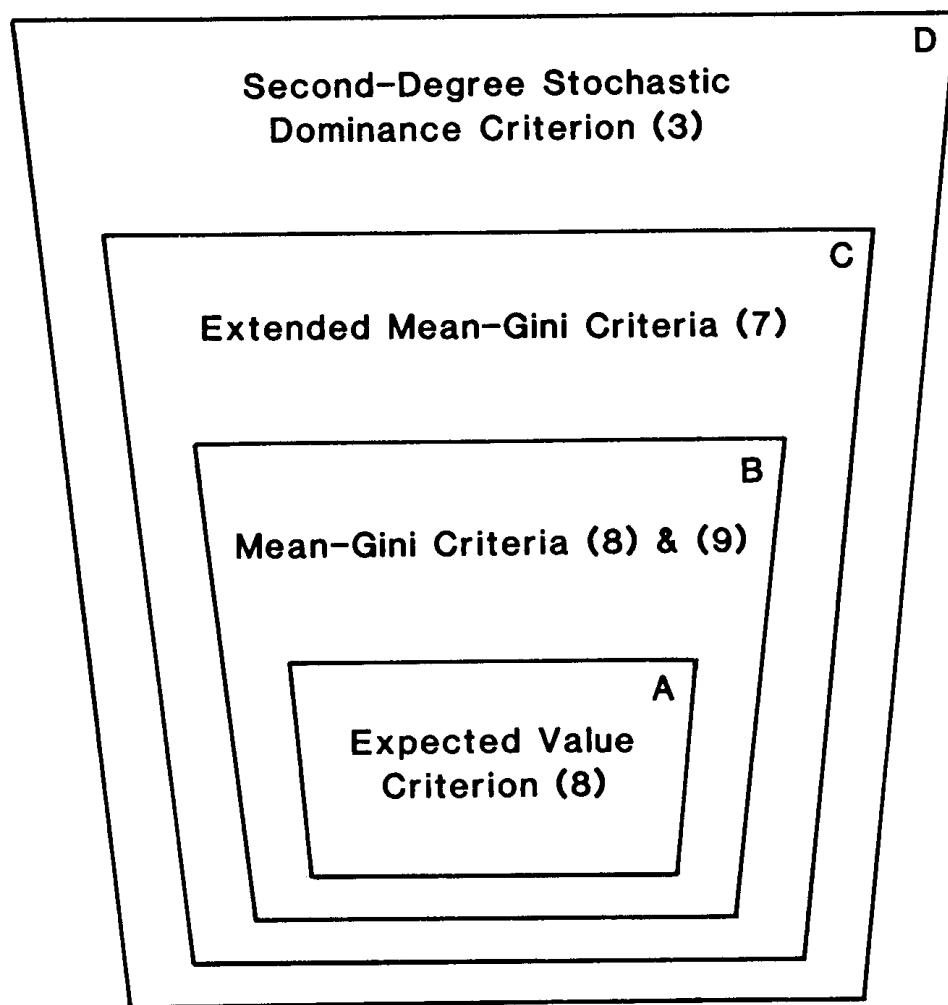 D
Second-Degree Stochastic
Dominance Criterion (3)
C
Extended Mean-Gini Criteria (7)
B
Mean-Gini Criteria (8) & (9)
A
Expected Value
Criterion (8)